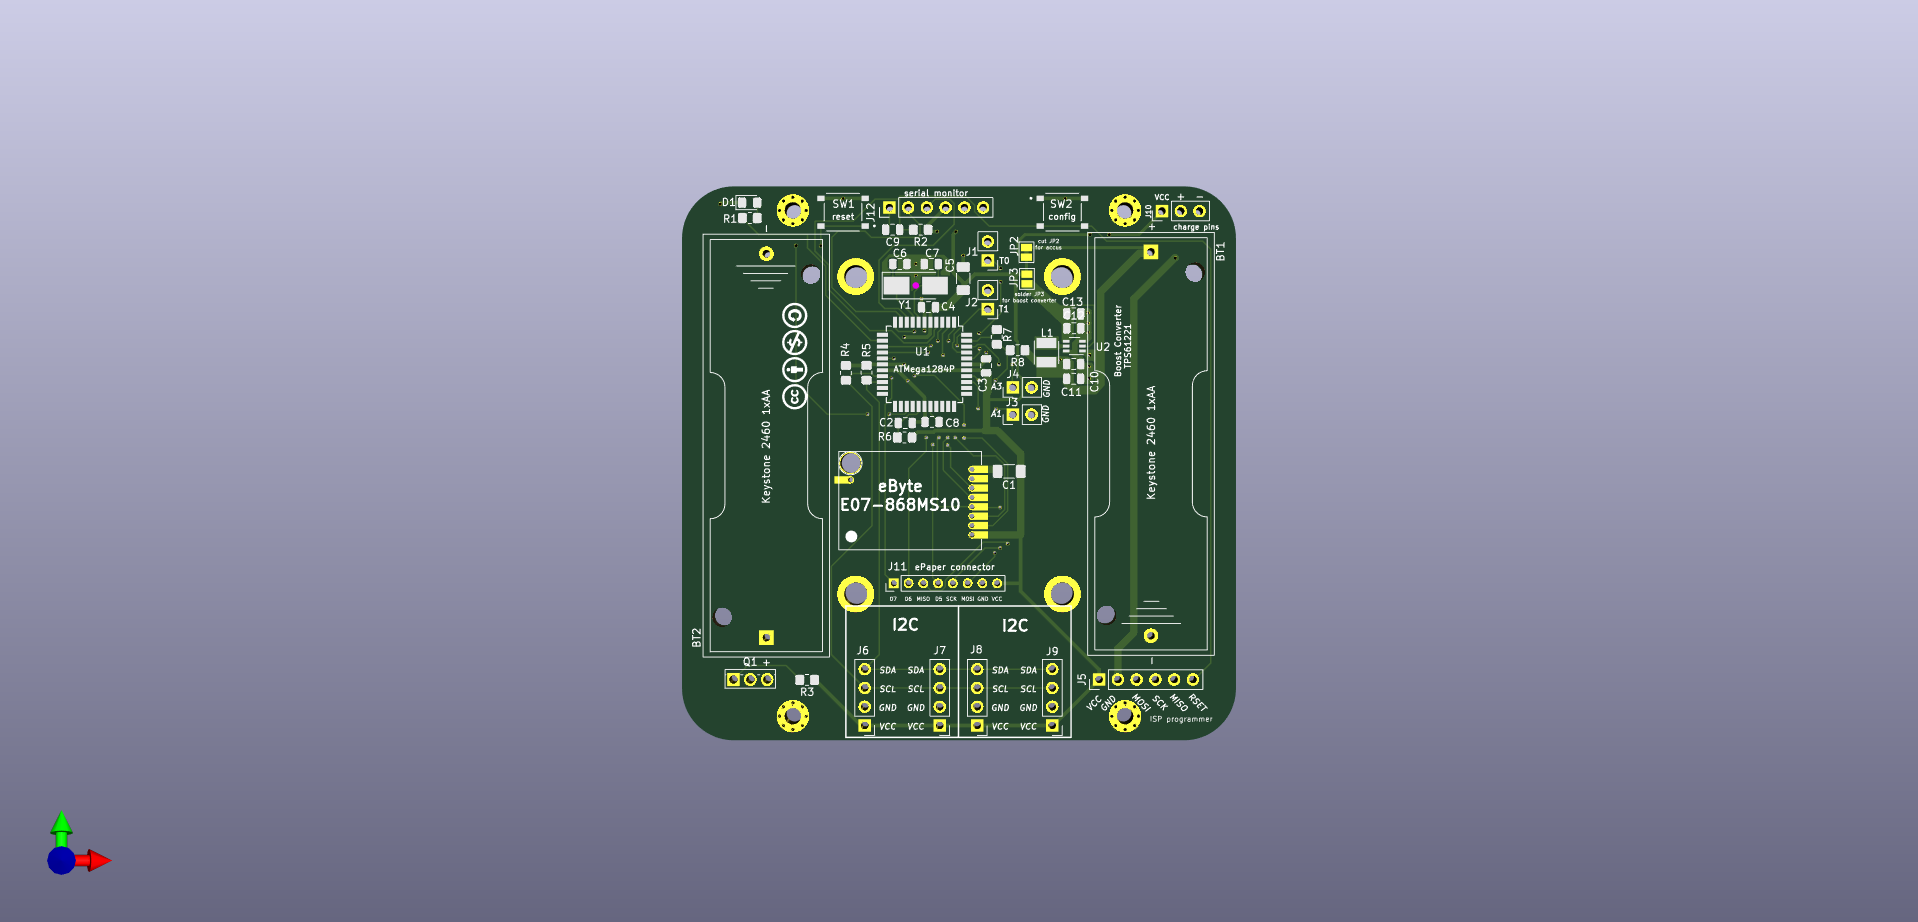 serial monitor
D1
R1
SW1
reset
J12
SW2
config
J10
VCC + −
+
charge pins
BT1
C9
R2
C6
C7
C5
J1
T0
JP2
cut JP2
for accus
JP3
solder JP3
for boost converter
Y1
C4
J2
T1
C13
L1
U2
Boost Converter
TPS61221
R4
R5
U1
ATMega1284P
R7
R8
C3
C10
C11
J4
A3
GND
J3
A1
GND
cc
C2
C8
R6
Keystone 2460 1xAA
Keystone 2460 1xAA
eByte
E07-868MS10
C1
J11 ePaper connector
D7 D6 MISO D5 SCK MOSI GND VCC
I2C
I2C
BT2
Q1 +
R3
J6
J7
J8
J9
SDA SDA SDA SDA
SCL SCL SCL SCL
GND GND GND GND
VCC VCC VCC VCC
J5
VCC GND MOSI SCK MISO RSET
ISP programmer